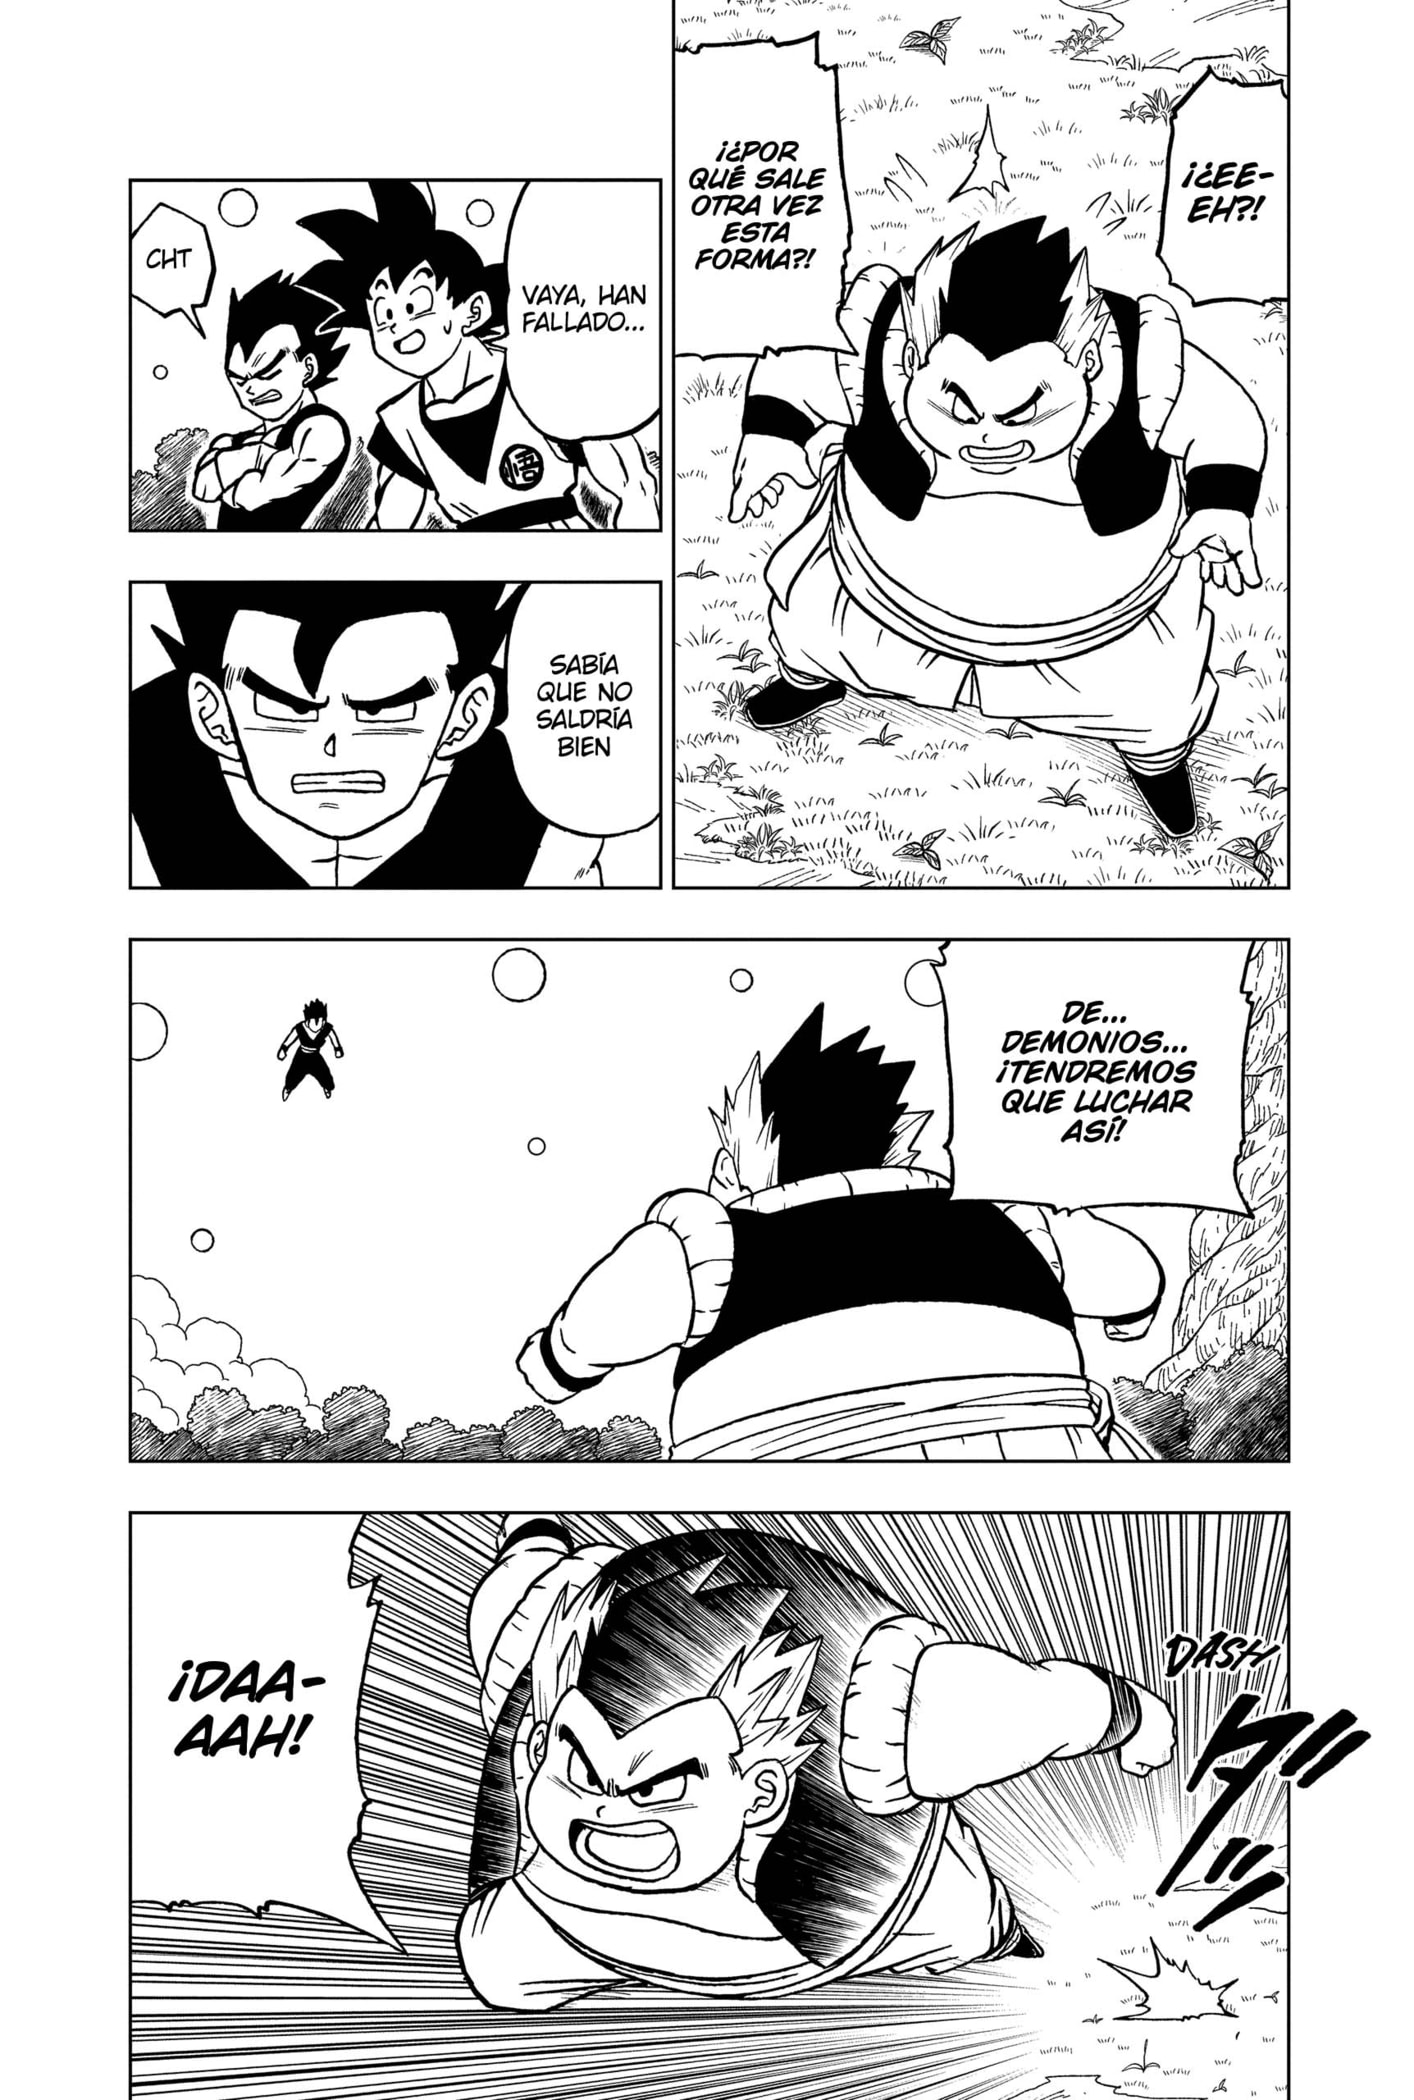 ¡¿EE-
EH?!
¡¿POR
QUÉ SALE
OTRA VEZ
ESTA
FORMA?!
VAYA, HAN
FALLADO...
CHT
悟
SABÍA
QUE NO
SALDRÍA
BIEN
DE...
DEMONIOS...
¡TENDREMOS
QUE LUCHAR
ASÍ!
¡DAA-
AAH!
DASH
ダッ